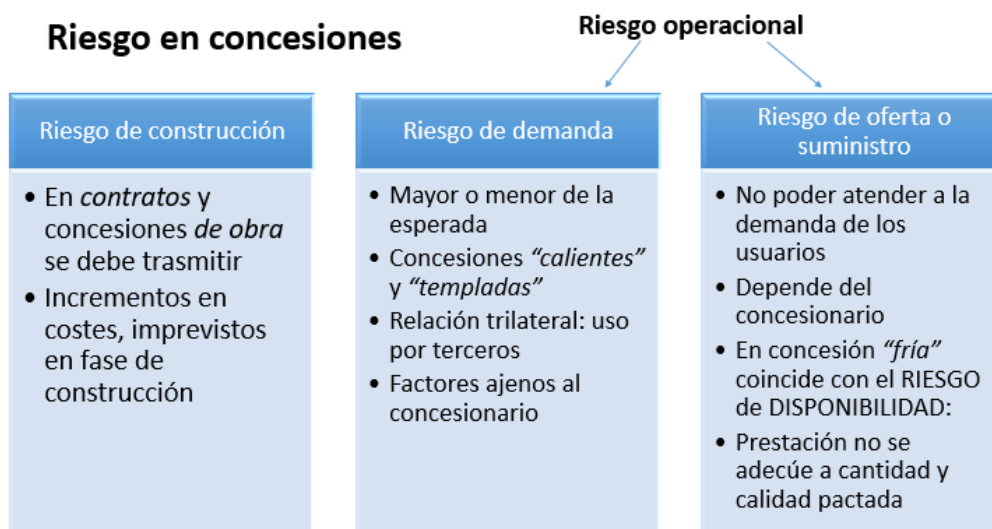 Riesgo en concesiones
Riesgo operacional
Riesgo de construcción
• En contratos y
concesiones de obra
se debe trasmitir
• Incrementos en
costes, imprevistos
en fase de
construcción
Riesgo de demanda
• Mayor o menor de la
esperada
• Concesiones “calientes”
y “templadas”
• Relación trilateral: uso
por terceros
• Factores ajenos al
concesionario
Riesgo de oferta o
suministro
• No poder atender a la
demanda de los
usuarios
• Depende del
concesionario
• En concesión “fría”
coincide con el RIESGO
de DISPONIBILIDAD:
• Prestación no se
adecúe a cantidad y
calidad pactada